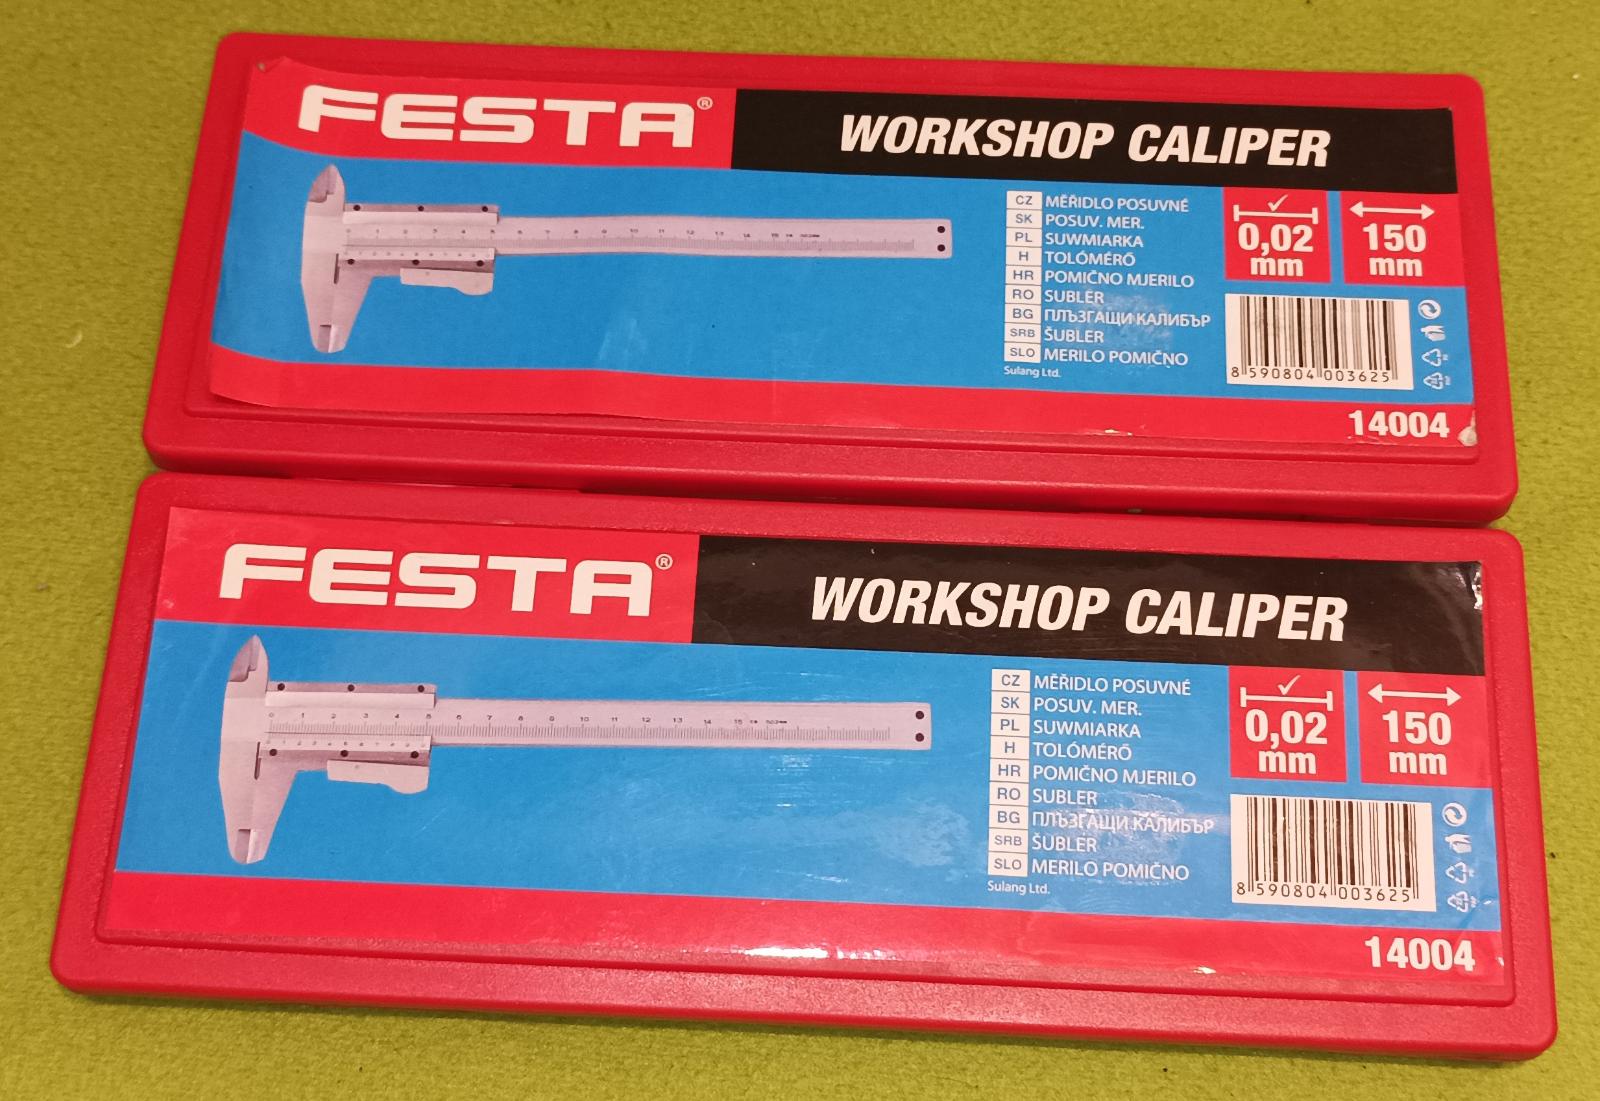 FESTA®
WORKSHOP CALIPER
CZ MĚŘIDLO POSUVNÉ
SK POSUV. MER.
PL SUWMIARKA
H TOLÓMÉRŐ
HR POMIČNO MJERILO
RO SUBLER
BG ПЛЪЗГАЩИ КАЛИБЪР
SRB ŠUBLER
SLO MERILO POMIČNO
Sulang Ltd.
0,02
mm
150
mm
8 590804 003625
14004
FESTA®
WORKSHOP CALIPER
CZ MĚŘIDLO POSUVNÉ
SK POSUV. MER.
PL SUWMIARKA
H TOLÓMÉRŐ
HR POMIČNO MJERILO
RO SUBLER
BG ПЛЪЗГАЩИ КАЛИБЪР
SRB ŠUBLER
SLO MERILO POMIČNO
Sulang Ltd.
0,02
mm
150
mm
8 590804 003625
14004